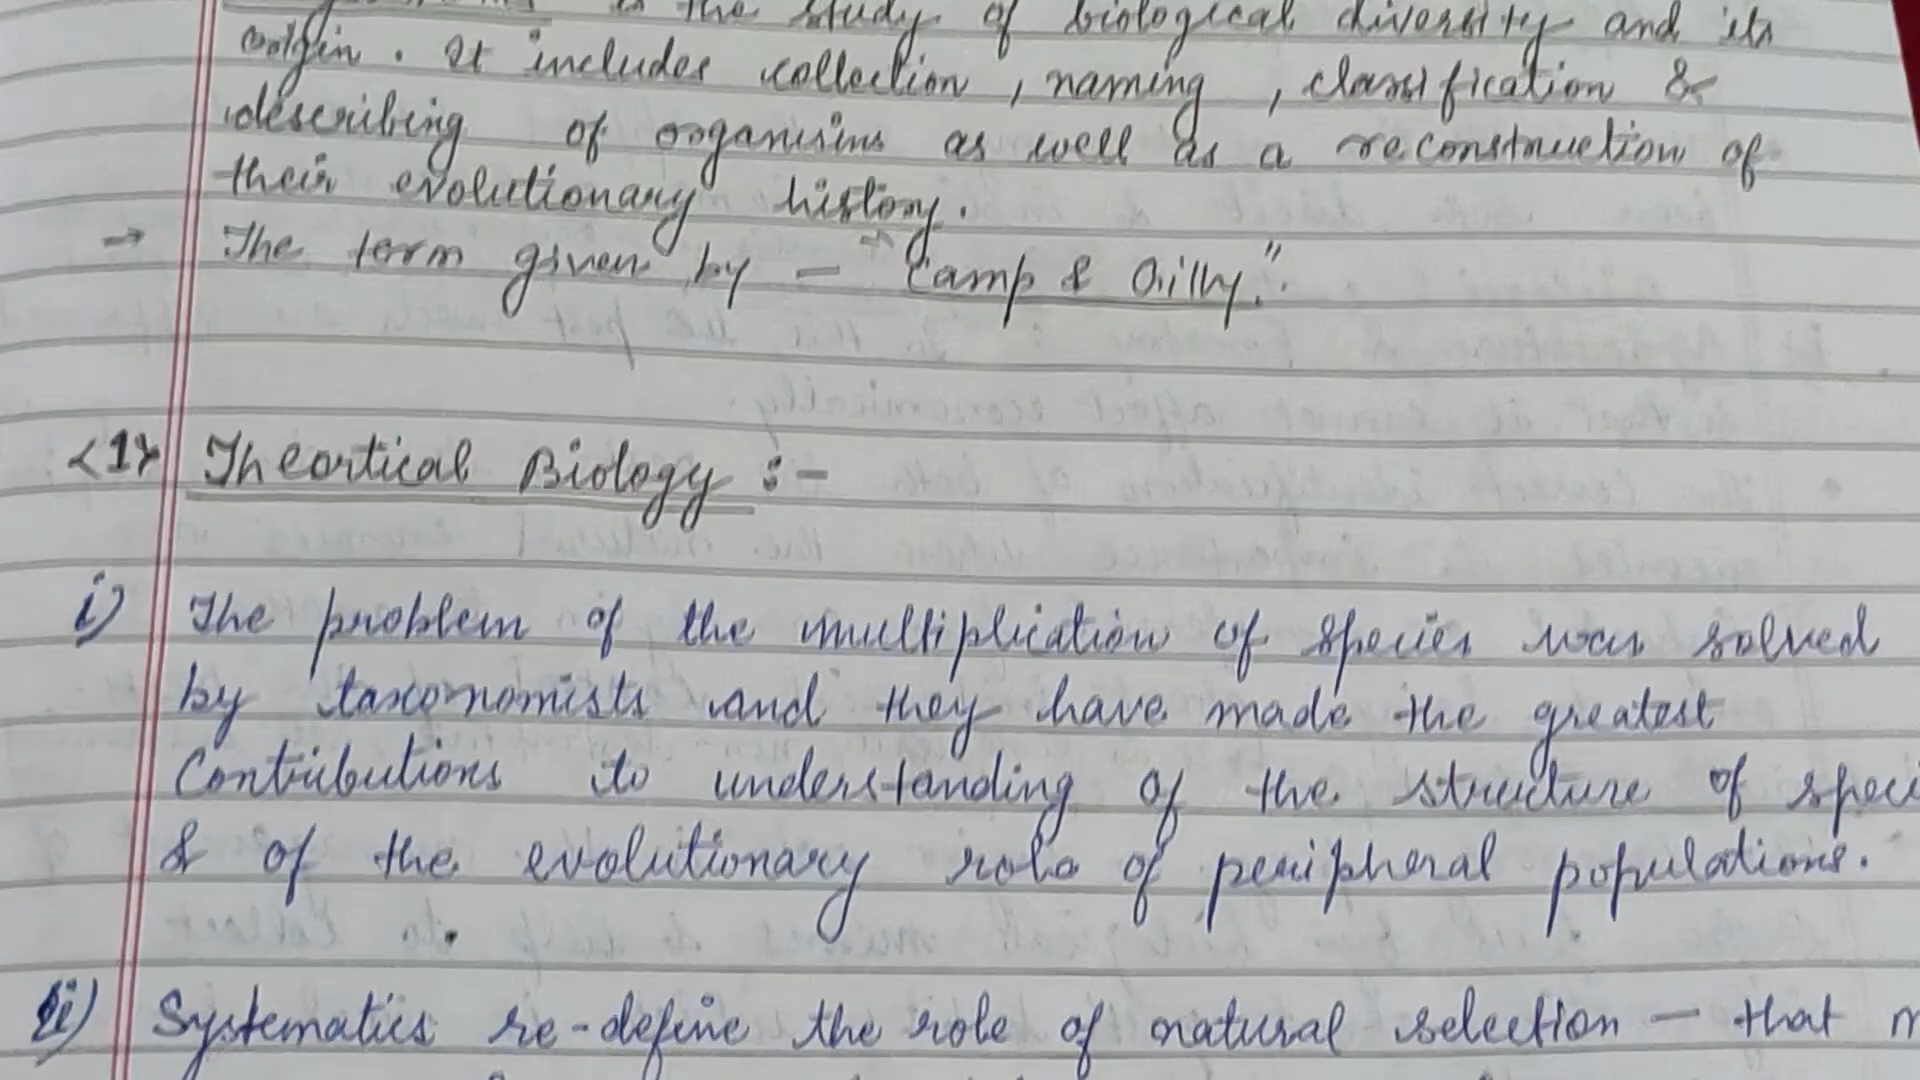 is the study of biological diversity and its
origin. It includes collection, naming, classification &
describing of organisms as well as a reconstruction of
their evolutionary history.
→ The term given by - "Camp & Gilly".
<1> Theortical Biology :-
i) The problem of the multiplication of species was solved
by taxonomists and they have made the greatest
Contributions to understanding of the structure of speci
& of the evolutionary role of peripheral populations.
ii) Systematics re-define the role of natural selection - that